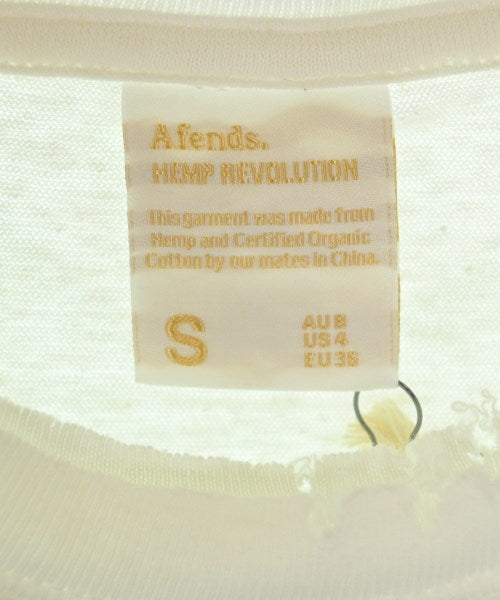 Afends.
HEMP REVOLUTION
This garment was made from
Hemp and Certified Organic
Cotton by our mates in China.
S
AU 8
US 4
EU 36